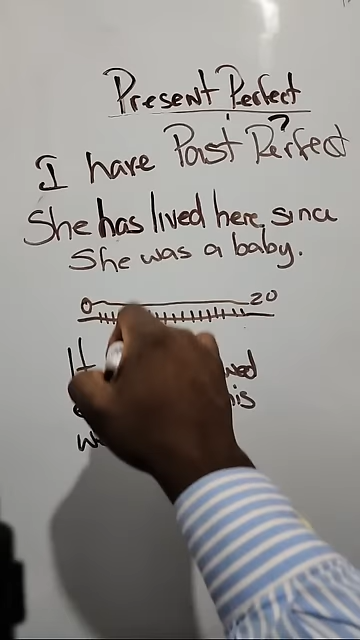 Present Perfect
?
I have Past Perfect
She has lived here since
she was a baby.
0 20
It